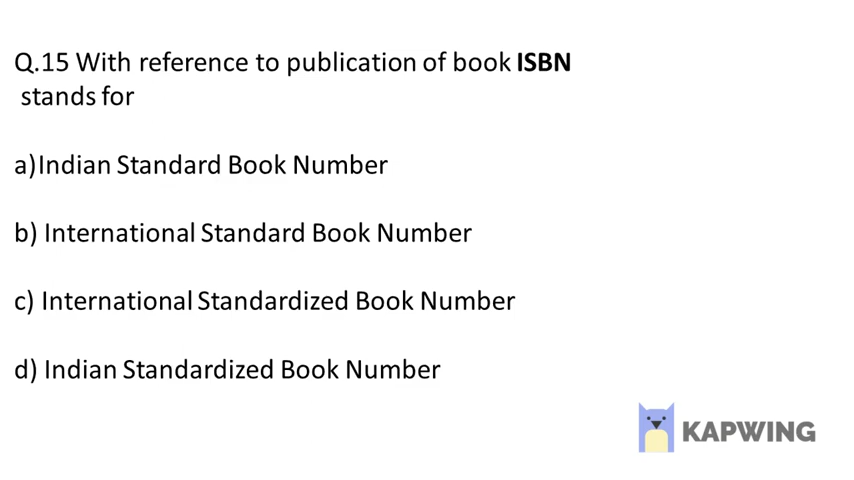 Q.15 With reference to publication of book ISBN
stands for
a)Indian Standard Book Number
b) International Standard Book Number
c) International Standardized Book Number
d) Indian Standardized Book Number
KAPWING